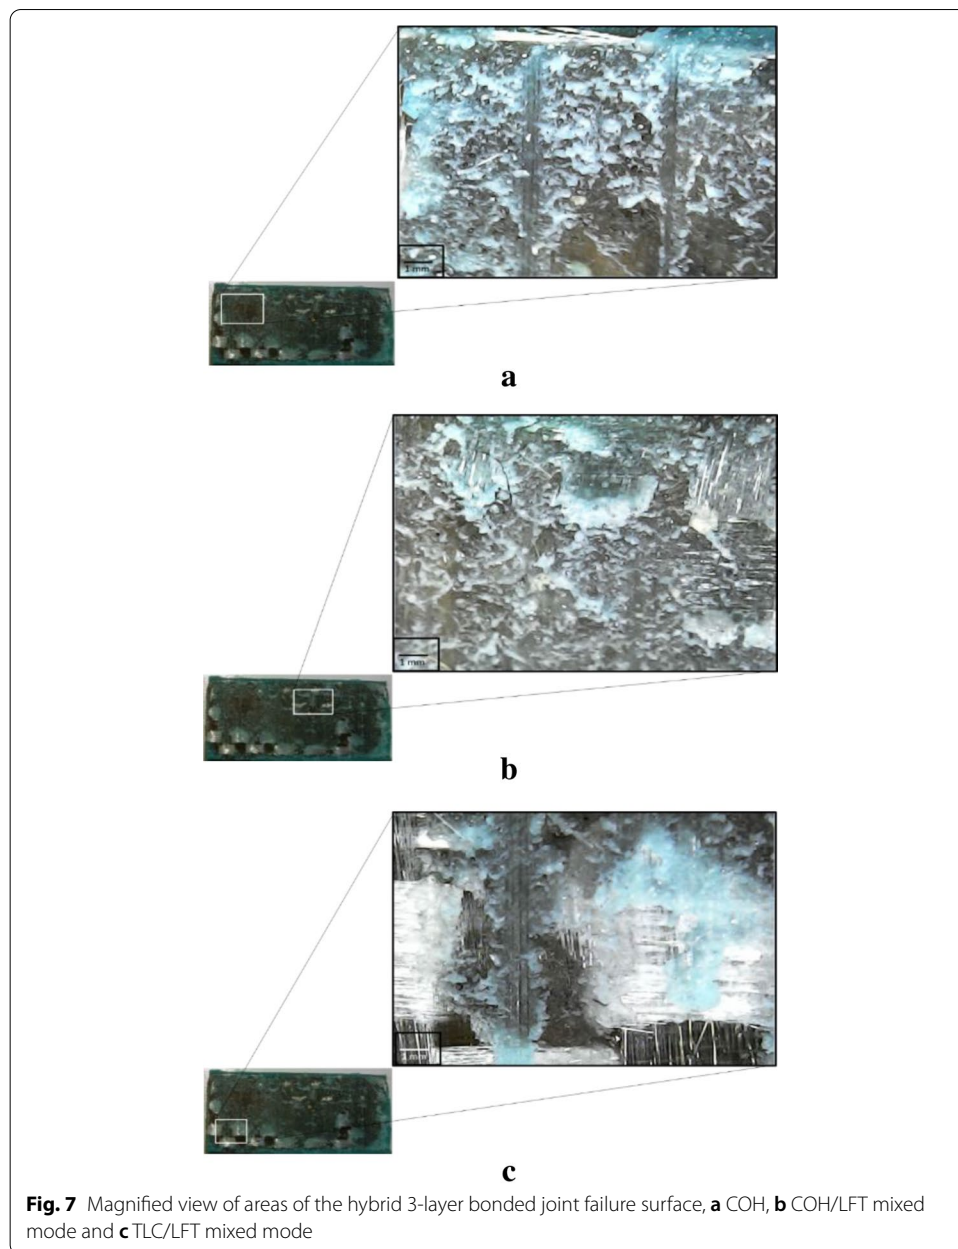 1 mm
a
1 mm
b
1 mm
c
Fig. 7 Magnified view of areas of the hybrid 3-layer bonded joint failure surface, a COH, b COH/LFT mixed
mode and c TLC/LFT mixed mode